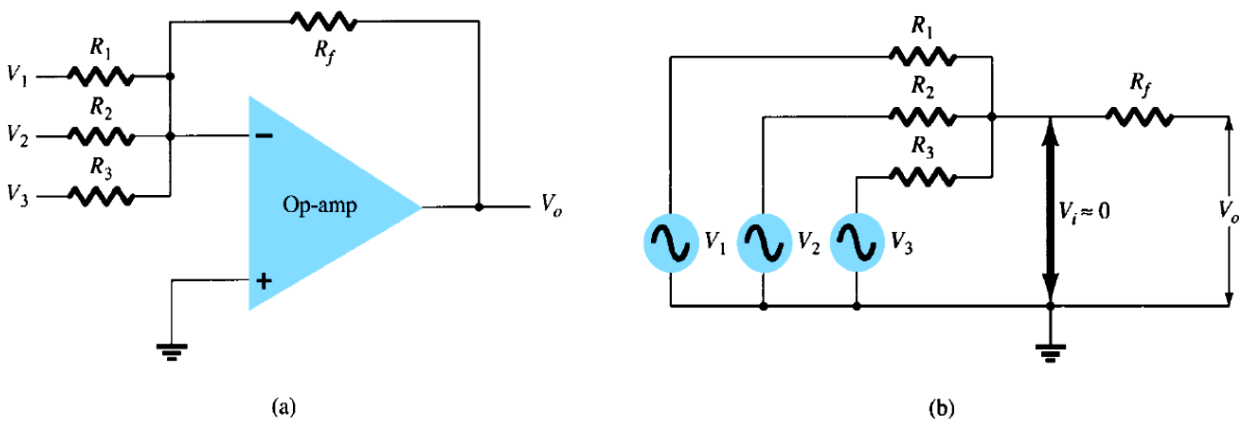 R1
Rf
V1
R2
V2
R3
V3
−
Op-amp
+
Vo
(a)
R1
R2
Rf
R3
V1
V2
V3
Vi ≈ 0
Vo
(b)